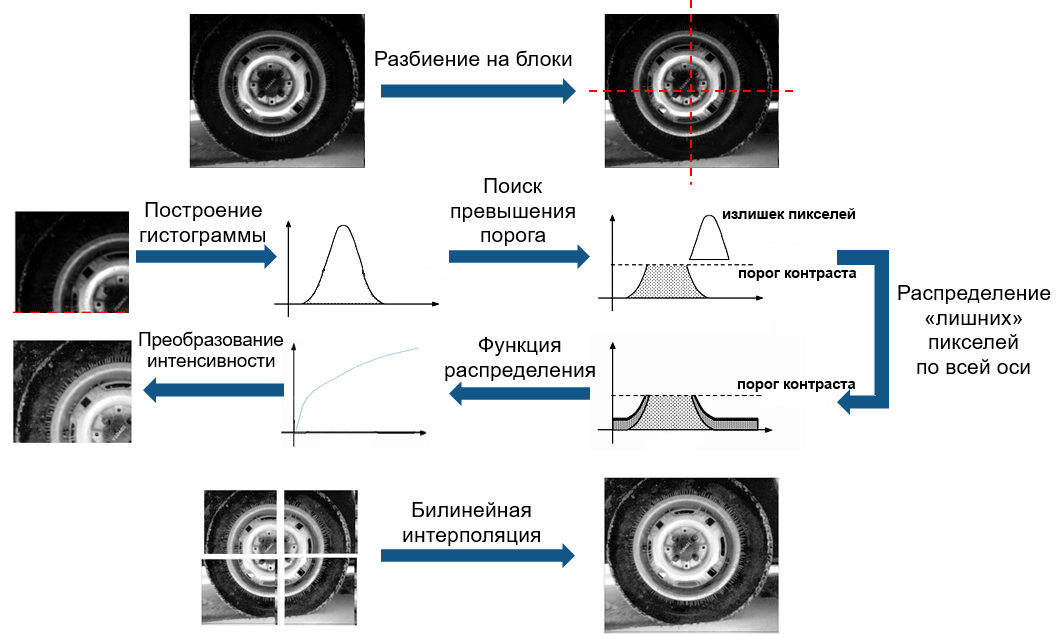 Разбиение на блоки
Построение
гистограммы
Поиск
превышения
порога
излишек пикселей
порог контраста
Распределение
«лишних»
пикселей
по всей оси
Преобразование
интенсивности
Функция
распределения
порог контраста
Билинейная
интерполяция